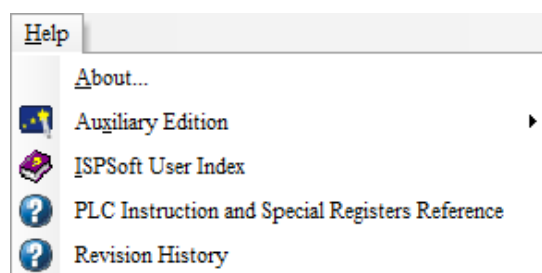 Help
About...
Auxiliary Edition
ISPSoft User Index
PLC Instruction and Special Registers Reference
Revision History